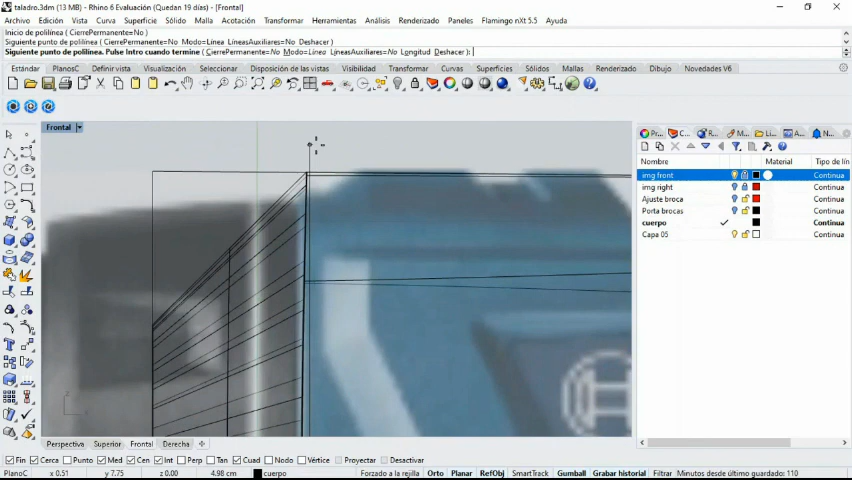 taladro.3dm (13 MB) - Rhino 6 Evaluación (Quedan 19 días) - [Frontal]
Archivo Edición Vista Curva Superficie Sólido Malla Acotación Transformar Herramientas Análisis Renderizado Paneles Flamingo nXt 5.5 Ayuda
Inicio de polilínea ( CierrePermanente=No )
Siguiente punto de polilínea ( CierrePermanente=No Modo=Línea LíneasAuxiliares=No Deshacer )
Siguiente punto de polilínea. Pulse Intro cuando termine ( CierrePermanente=No Modo=Línea LíneasAuxiliares=No Longitud Deshacer ):
Estándar PlanosC Definir vista Visualización Seleccionar Disposición de las vistas Visibilidad Transformar Curvas Superficies Sólidos Mallas Renderizado Dibujo Novedades V6
Frontal
Nombre Material Tipo de lín
img front Continua
img right Continua
Ajuste broca Continua
Porta brocas Continua
cuerpo Continua
Capa 05 Continua
Perspectiva Superior Frontal Derecha
Fin Cerca Punto Med Cen Int Perp Tan Cuad Nodo Vértice Proyectar Desactivar
PlanoC x 0.51 y 7.75 z 0.00 4.98 cm cuerpo Forzado a la rejilla Orto Planar RefObj SmartTrack Gumball Grabar historial Filtrar Minutos desde último guardado: 110